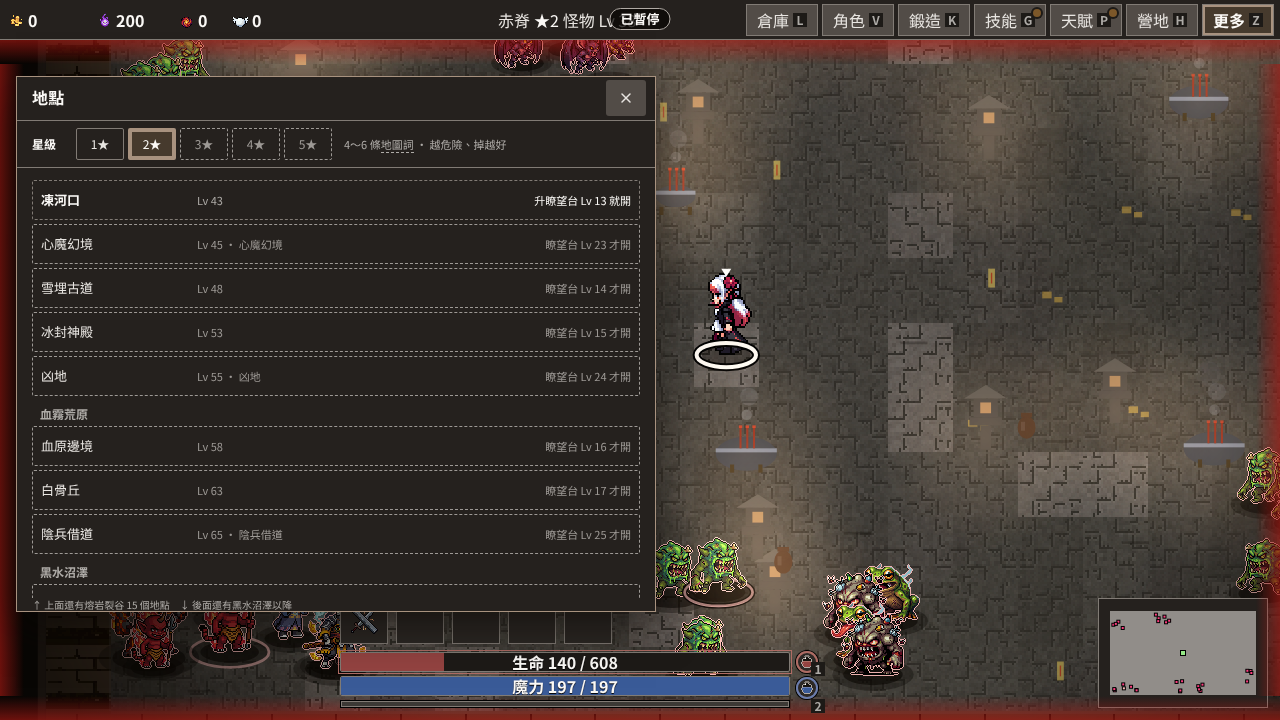 0 200 0 0 赤脊 ★2 怪物 Lv 已暫停 倉庫 L 角色 V 鍛造 K 技能 G 天賦 P 營地 H 更多 Z
地點 ×
星級 1★ 2★ 3★ 4★ 5★ 4～6 條地圖詞 · 越危險、掉越好
凍河口 Lv 43 升瞭望台 Lv 13 就開
心魔幻境 Lv 45 · 心魔幻境 瞭望台 Lv 23 才開
雪埋古道 Lv 48 瞭望台 Lv 14 才開
冰封神殿 Lv 53 瞭望台 Lv 15 才開
凶地 Lv 55 · 凶地 瞭望台 Lv 24 才開
血霧荒原
血原邊境 Lv 58 瞭望台 Lv 16 才開
白骨丘 Lv 63 瞭望台 Lv 17 才開
陰兵借道 Lv 65 · 陰兵借道 瞭望台 Lv 25 才開
黑水沼澤
↑ 上面還有熔岩裂谷 15 個地點 ↓ 後面還有黑水沼澤以降
生命 140 / 608 1
魔力 197 / 197 2